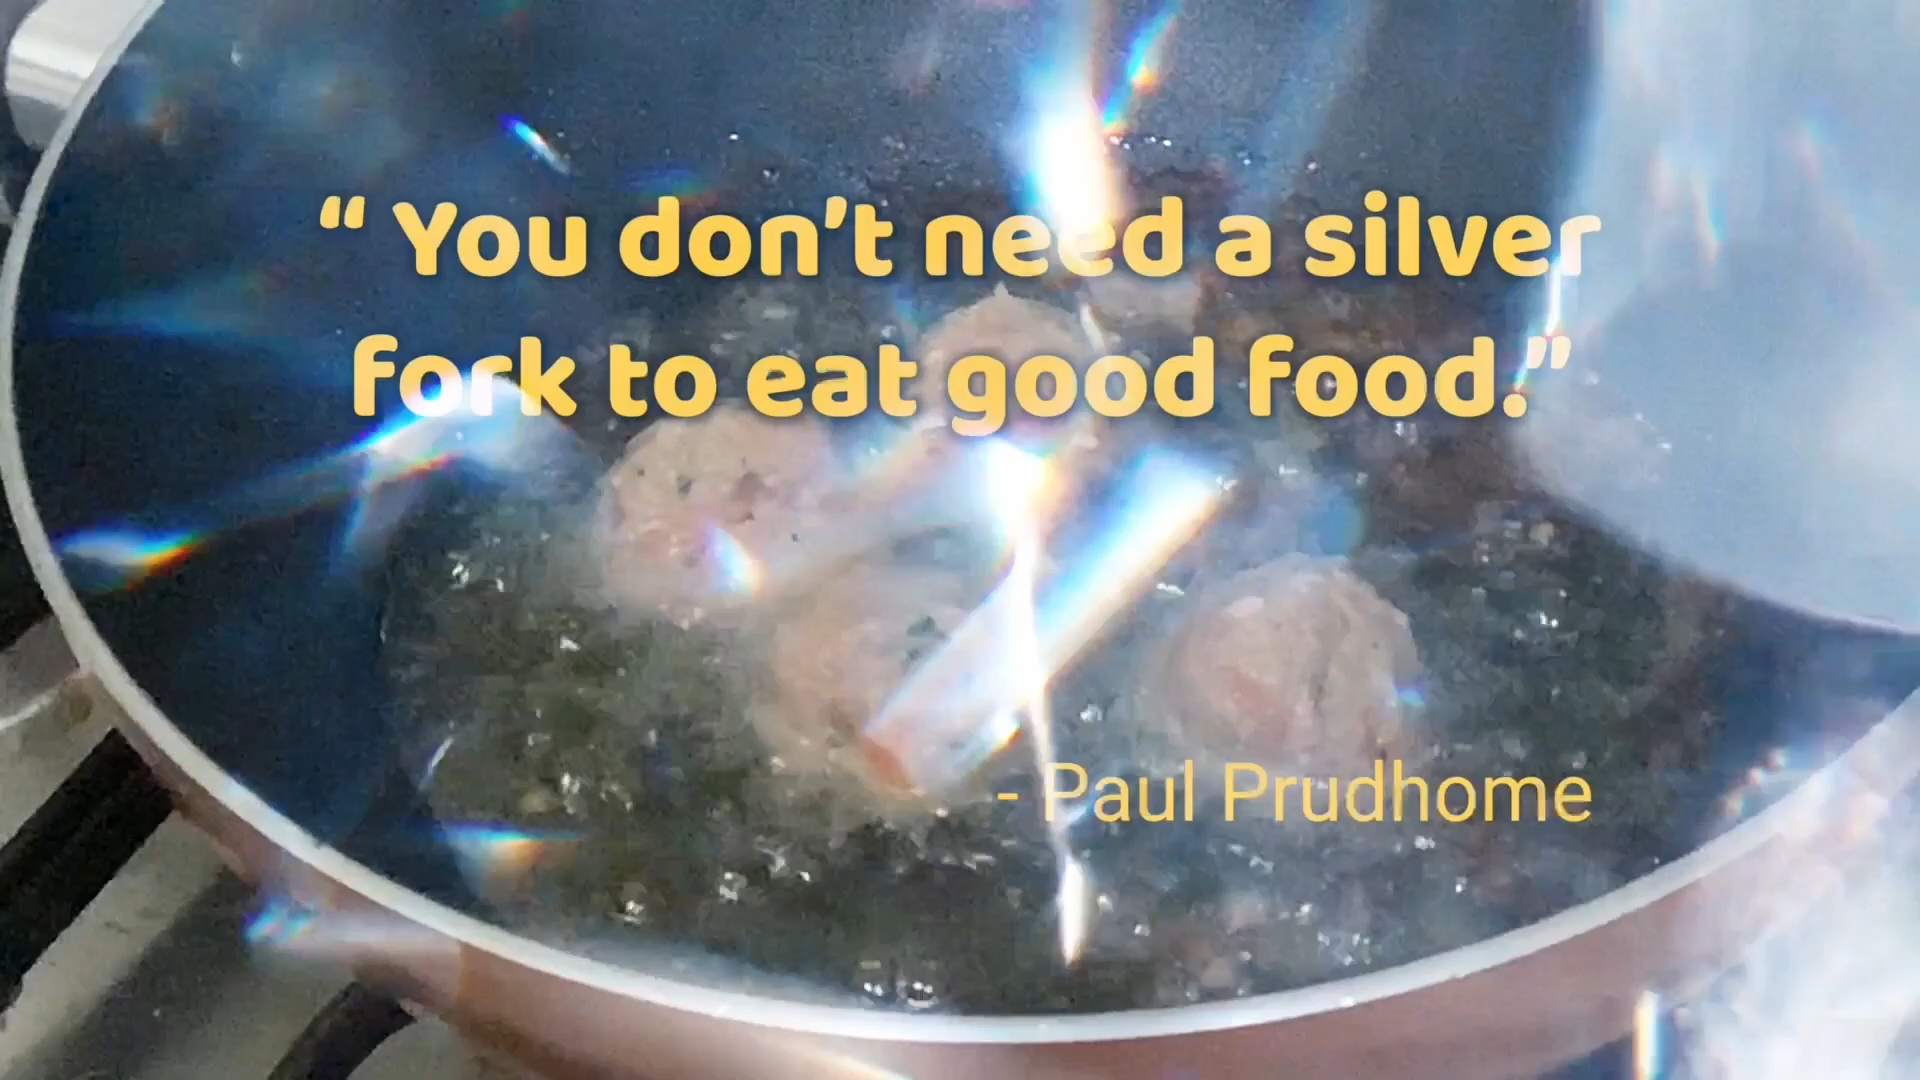 “ You don’t need a silver
fork to eat good food.”
- Paul Prudhome